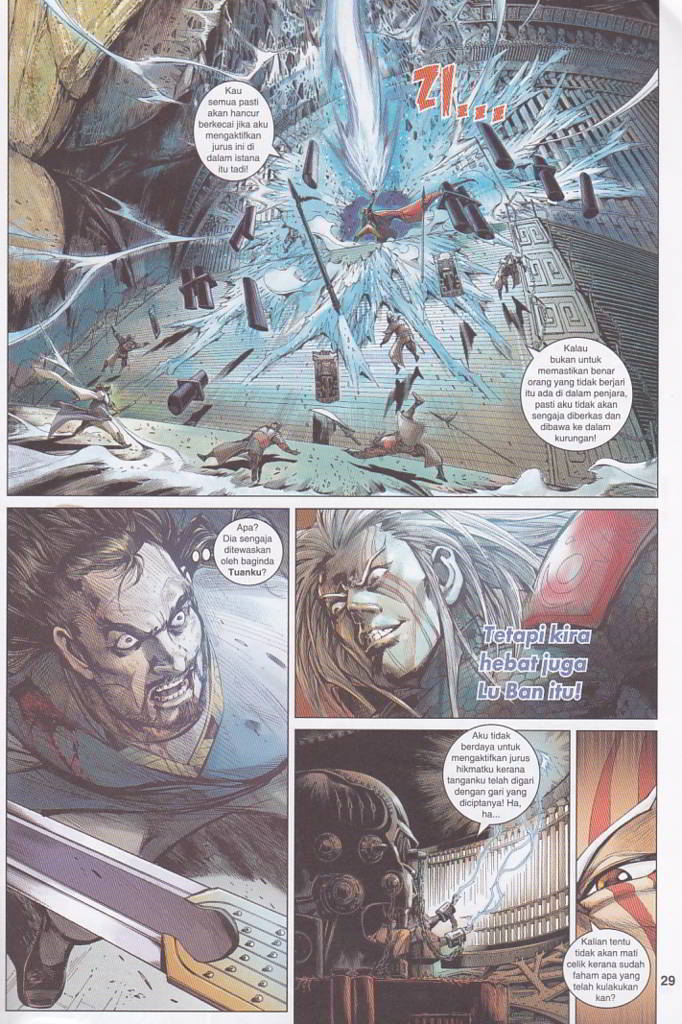 Kau
semua pasti
akan hancur
berkecai jika aku
mengaktifkan
jurus ini di
dalam istana
itu tadi!
ZI...
Kalau
bukan untuk
memastikan benar
orang yang tidak berjari
itu ada di dalam penjara,
pasti aku tidak akan
sengaja diberkas dan
dibawa ke dalam
kurungan!
Apa?
Dia sengaja
ditewaskan
oleh baginda
Tuanku?
Tetapi kira
hebat juga
Lu Ban itu!
Aku tidak
berdaya untuk
mengaktifkan jurus
hikmatku kerana
tanganku telah digari
dengan gari yang
diciptanya! Ha,
ha...
Kalian tentu
tidak akan mati
celik kerana sudah
faham apa yang
telah kulakukan
kan?
29